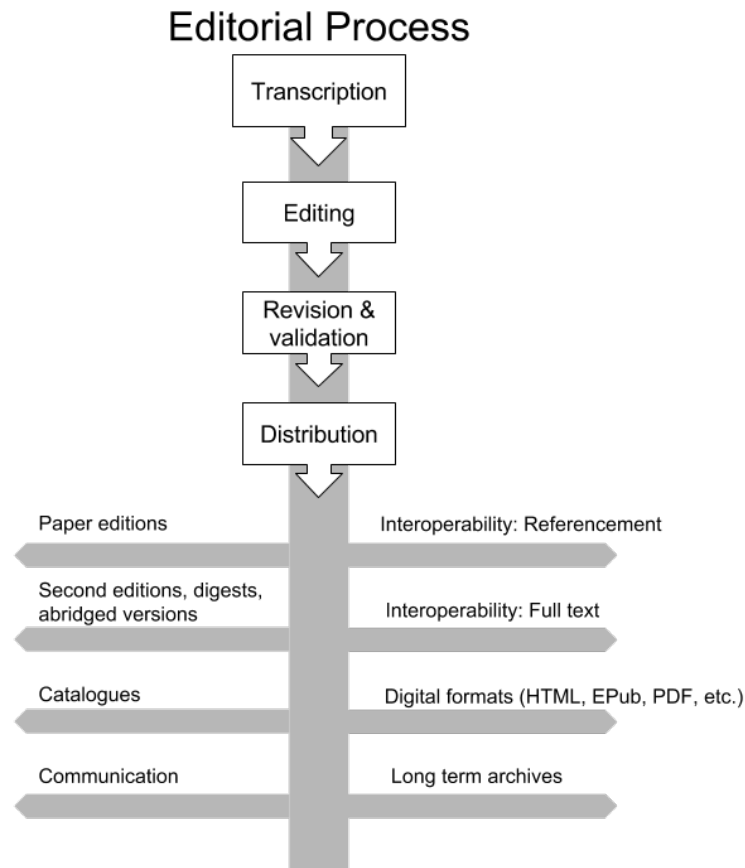 Editorial Process
Transcription
Editing
Revision &
validation
Distribution
Paper editions
Interoperability: Referencement
Second editions, digests,
abridged versions
Interoperability: Full text
Catalogues
Digital formats (HTML, EPub, PDF, etc.)
Communication
Long term archives